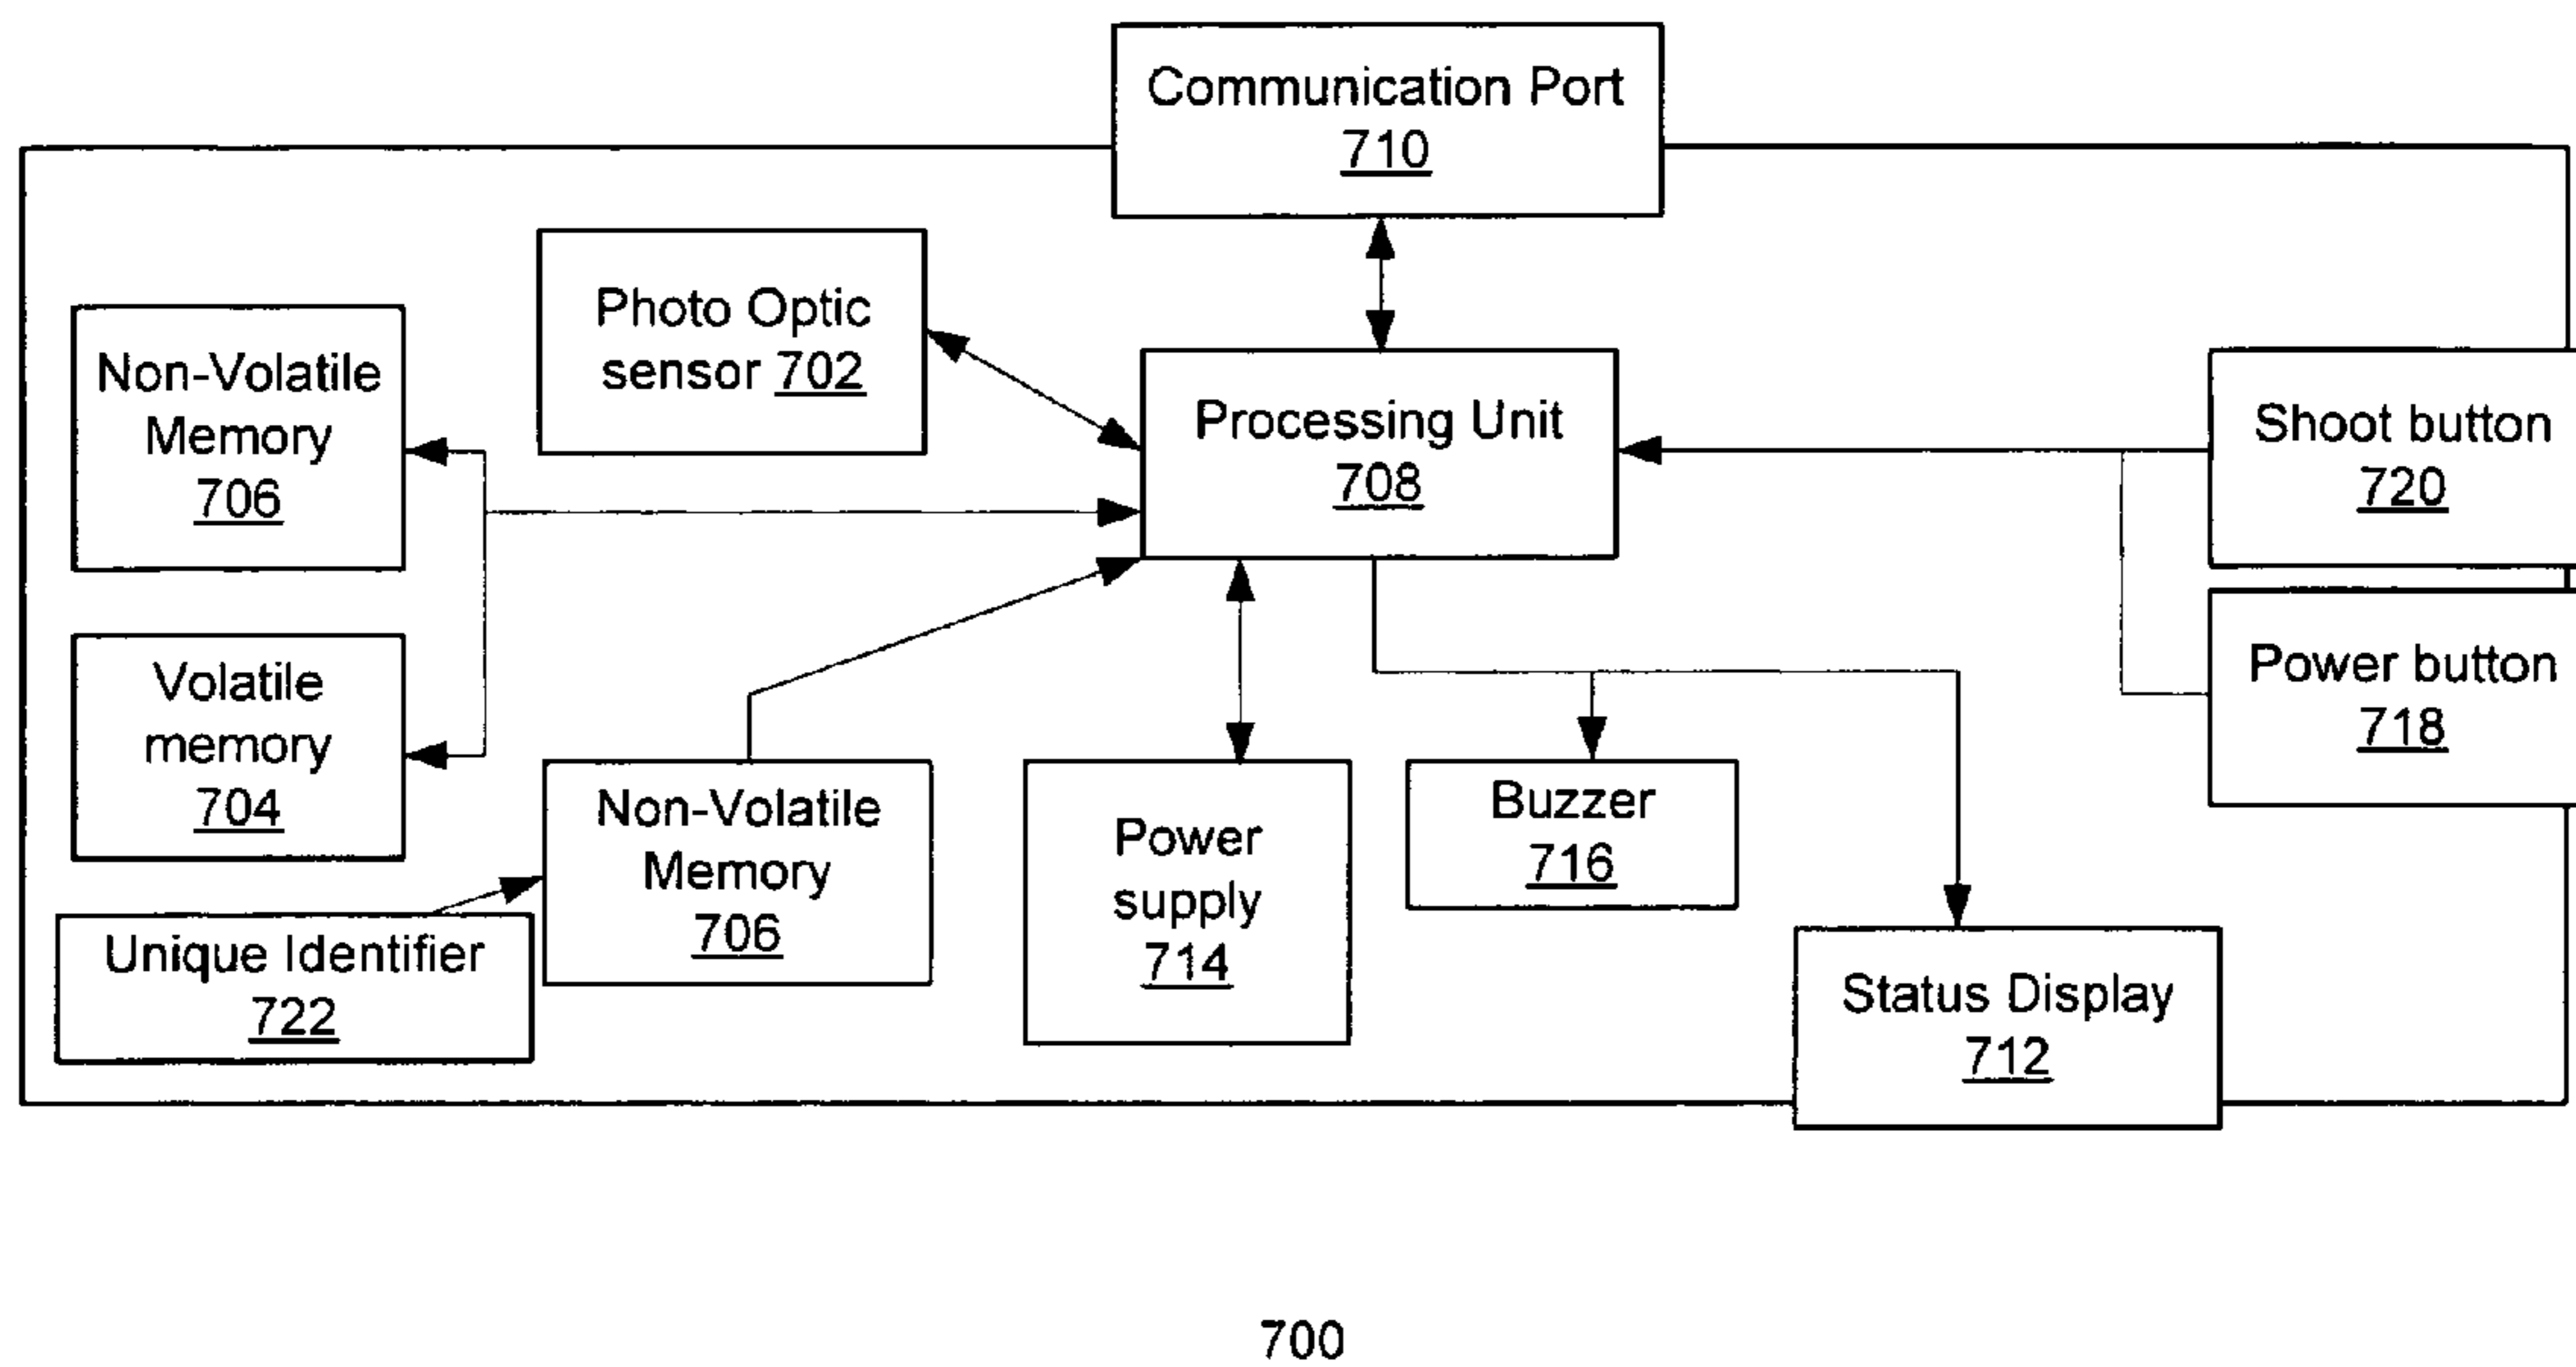 Communication Port
710
Photo Optic
sensor 702
Non-Volatile
Memory
706
Processing Unit
708
Shoot button
720
Volatile
memory
704
Power button
718
Non-Volatile
Memory
706
Power
supply
714
Buzzer
716
Unique Identifier
722
Status Display
712
700